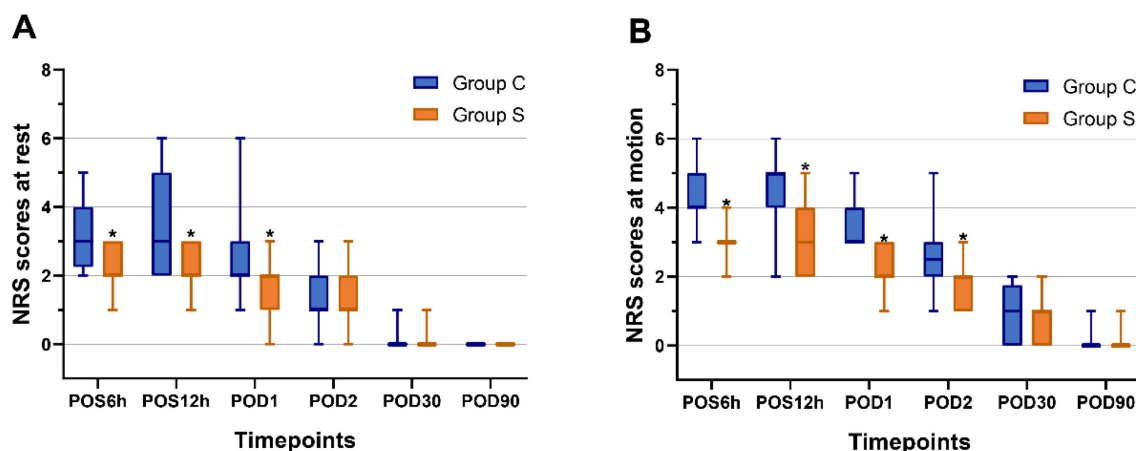 A
8
6
4
2
0
NRS scores at rest
Group C
Group S
*
*
*
POS6h POS12h POD1 POD2 POD30 POD90
Timepoints
B
8
6
4
2
0
NRS scores at motion
Group C
Group S
*
*
*
*
POS6h POS12h POD1 POD2 POD30 POD90
Timepoints